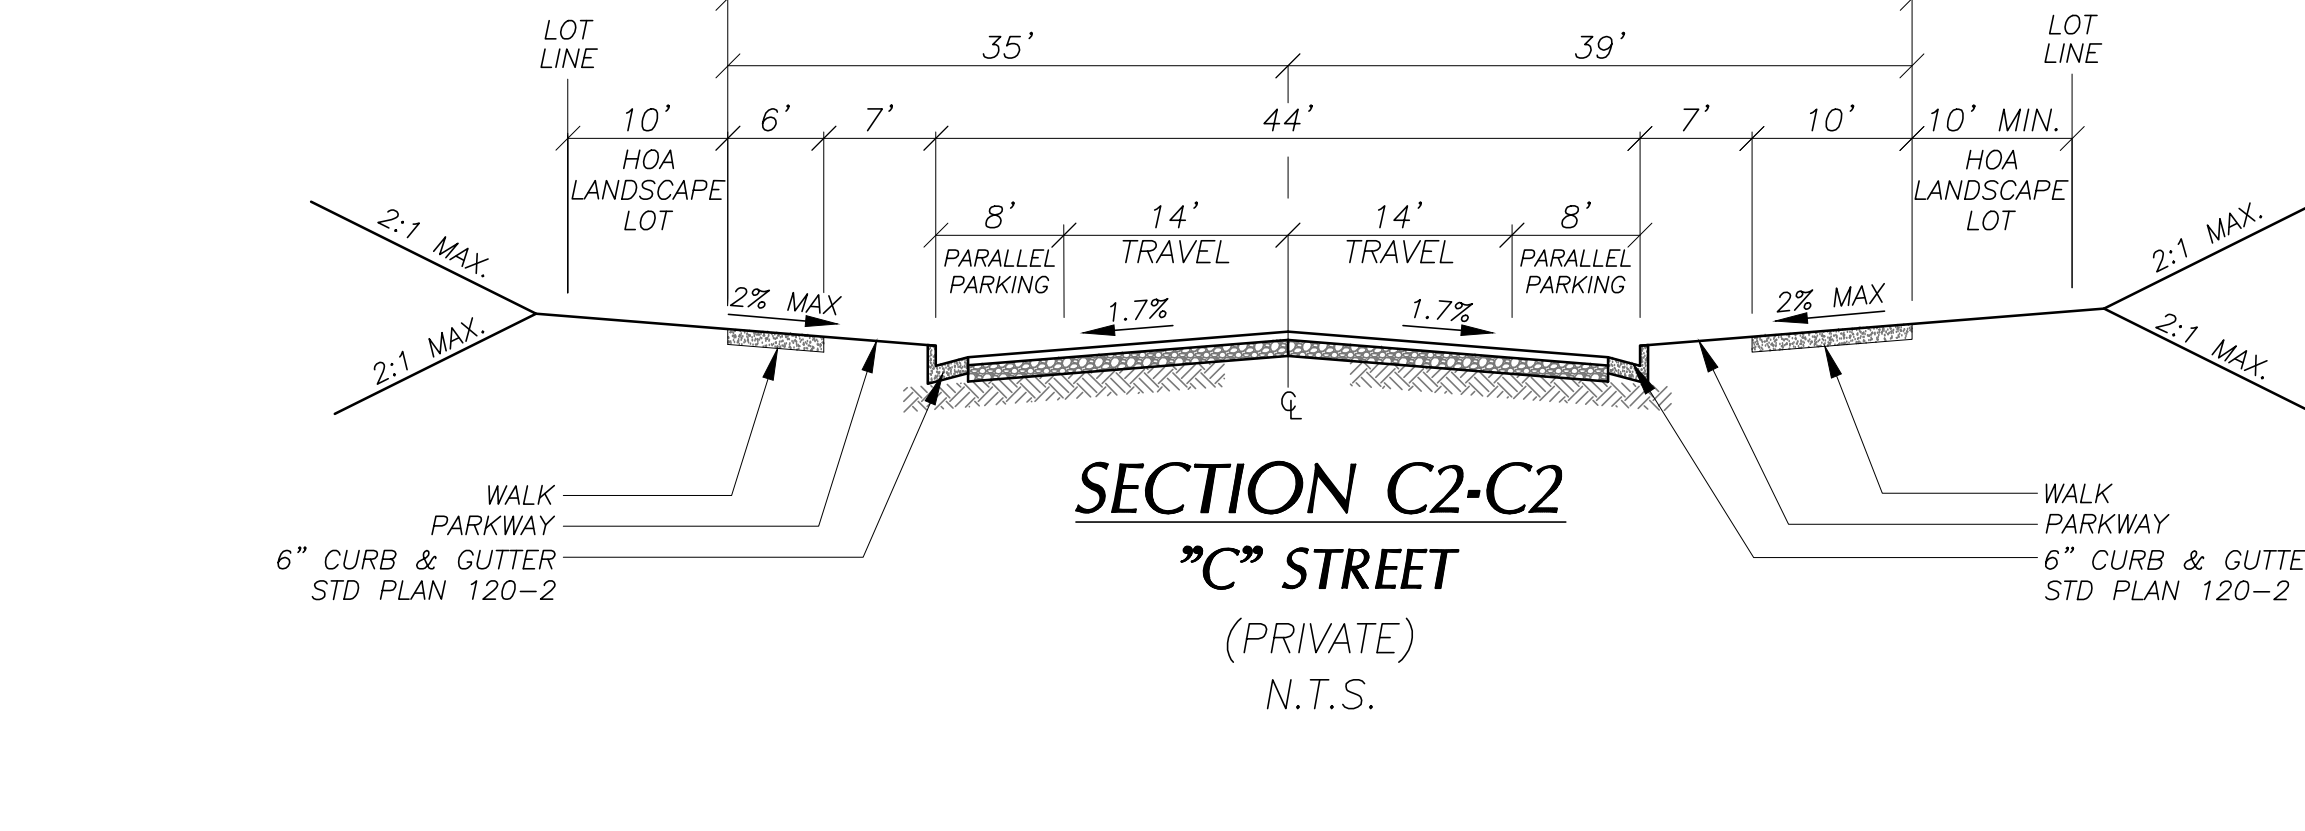 LOT
LINE
LOT
LINE
35'
39'
10'
6'
7'
44'
7'
10'
10' MIN.
HOA
LANDSCAPE
LOT
HOA
LANDSCAPE
LOT
8'
14'
14'
8'
PARALLEL
PARKING
TRAVEL
TRAVEL
PARALLEL
PARKING
2:1 MAX.
2:1 MAX.
2% MAX
1.7%
1.7%
2% MAX
2:1 MAX.
2:1 MAX.
℄
WALK
PARKWAY
6” CURB & GUTTER
STD PLAN 120-2
SECTION C2-C2
”C” STREET
(PRIVATE)
N.T.S.
WALK
PARKWAY
6” CURB & GUTTE
STD PLAN 120-2